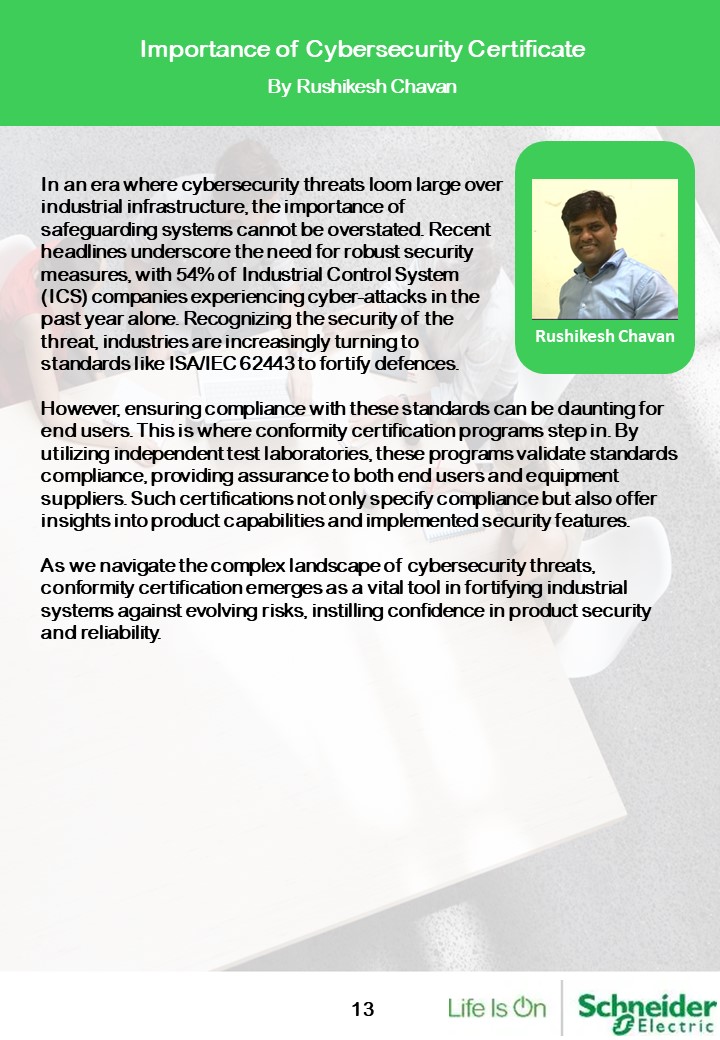 Importance of Cybersecurity Certificate
By Rushikesh Chavan
In an era where cybersecurity threats loom large over
industrial infrastructure, the importance of
safeguarding systems cannot be overstated. Recent
headlines underscore the need for robust security
measures, with 54% of Industrial Control System
(ICS) companies experiencing cyber-attacks in the
past year alone. Recognizing the security of the
threat, industries are increasingly turning to
standards like ISA/IEC 62443 to fortify defences.
Rushikesh Chavan
However, ensuring compliance with these standards can be daunting for
end users. This is where conformity certification programs step in. By
utilizing independent test laboratories, these programs validate standards
compliance, providing assurance to both end users and equipment
suppliers. Such certifications not only specify compliance but also offer
insights into product capabilities and implemented security features.
As we navigate the complex landscape of cybersecurity threats,
conformity certification emerges as a vital tool in fortifying industrial
systems against evolving risks, instilling confidence in product security
and reliability.
13
Life Is On
Schneider
Electric